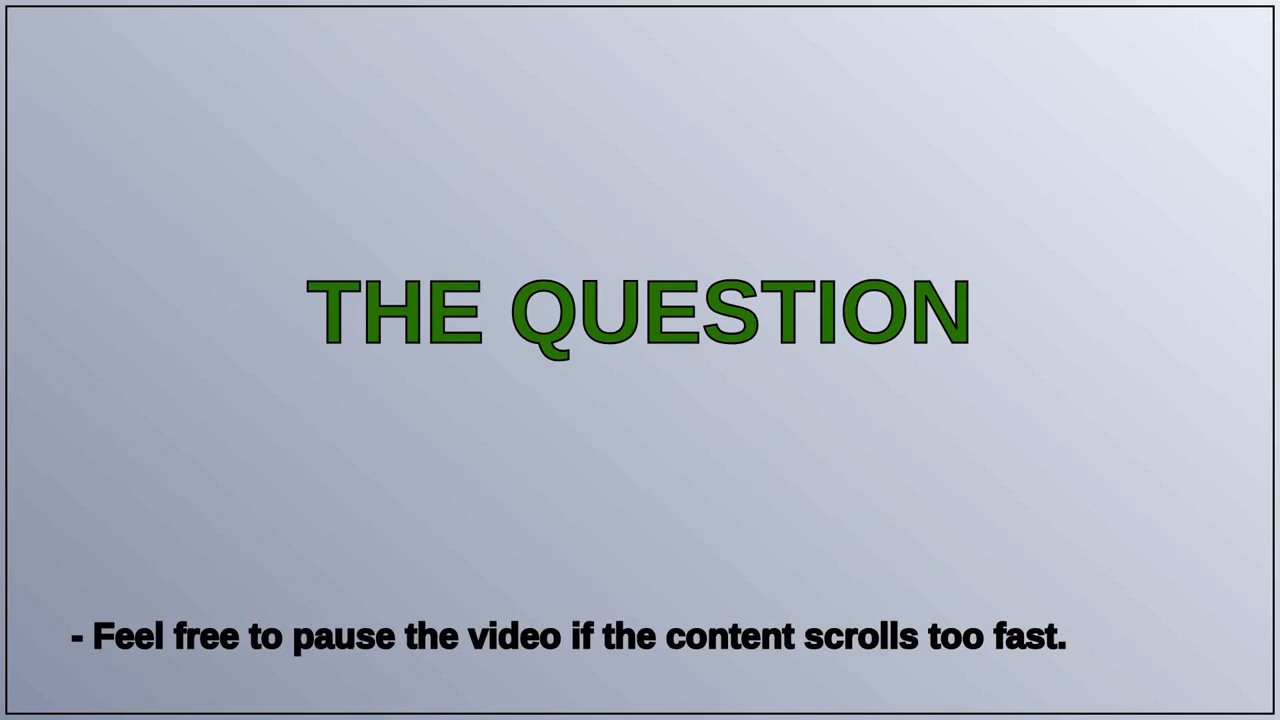 THE QUESTION
- Feel free to pause the video if the content scrolls too fast.